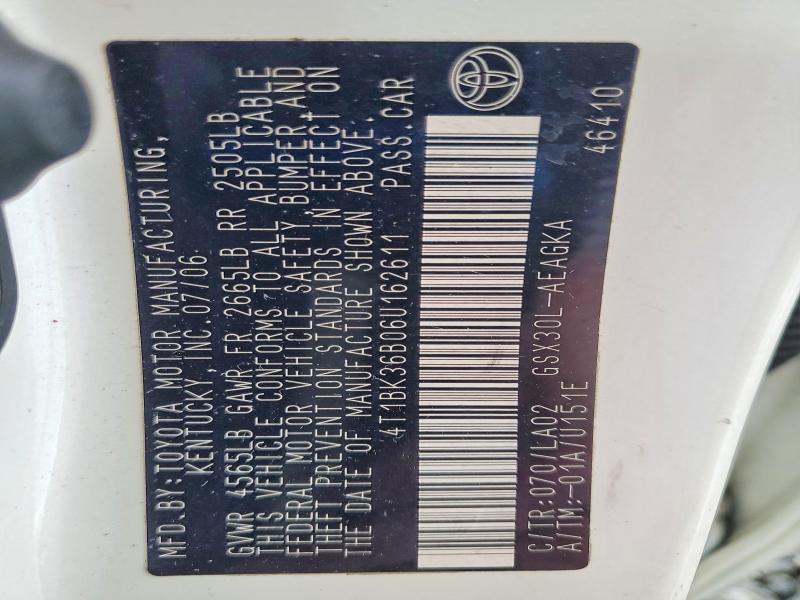 MFD.BY:TOYOTA MOTOR MANUFACTURING,
KENTUCKY, INC. 07/06
GVWR 4565LB GAWR FR 2665LB RR 2505LB
THIS VEHICLE CONFORMS TO ALL APPLICABLE
FEDERAL MOTOR VEHICLE SAFETY, BUMPER, AND
THEFT PREVENTION STANDARDS IN EFFECT ON
THE DATE OF MANUFACTURE SHOWN ABOVE.
4T1BK36B06U162611 PASS.CAR
C/TR:070/LA02 GSX30L-AEAGKA
A/TM:-01A/U151E 46410